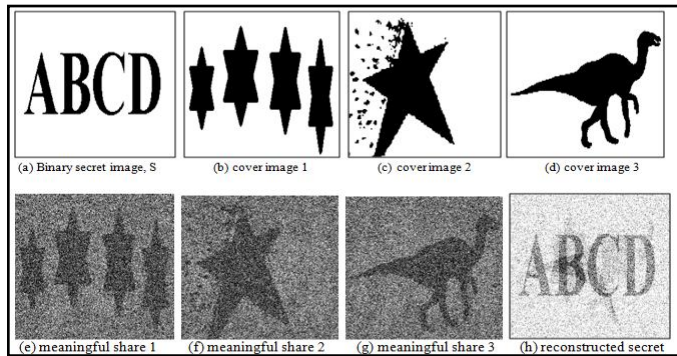 ABCD
(a) Binary secret image, S
(b) cover image 1
(c) cover image 2
(d) cover image 3
ABCD
(e) meaningful share 1
(f) meaningful share 2
(g) meaningful share 3
(h) reconstructed secret